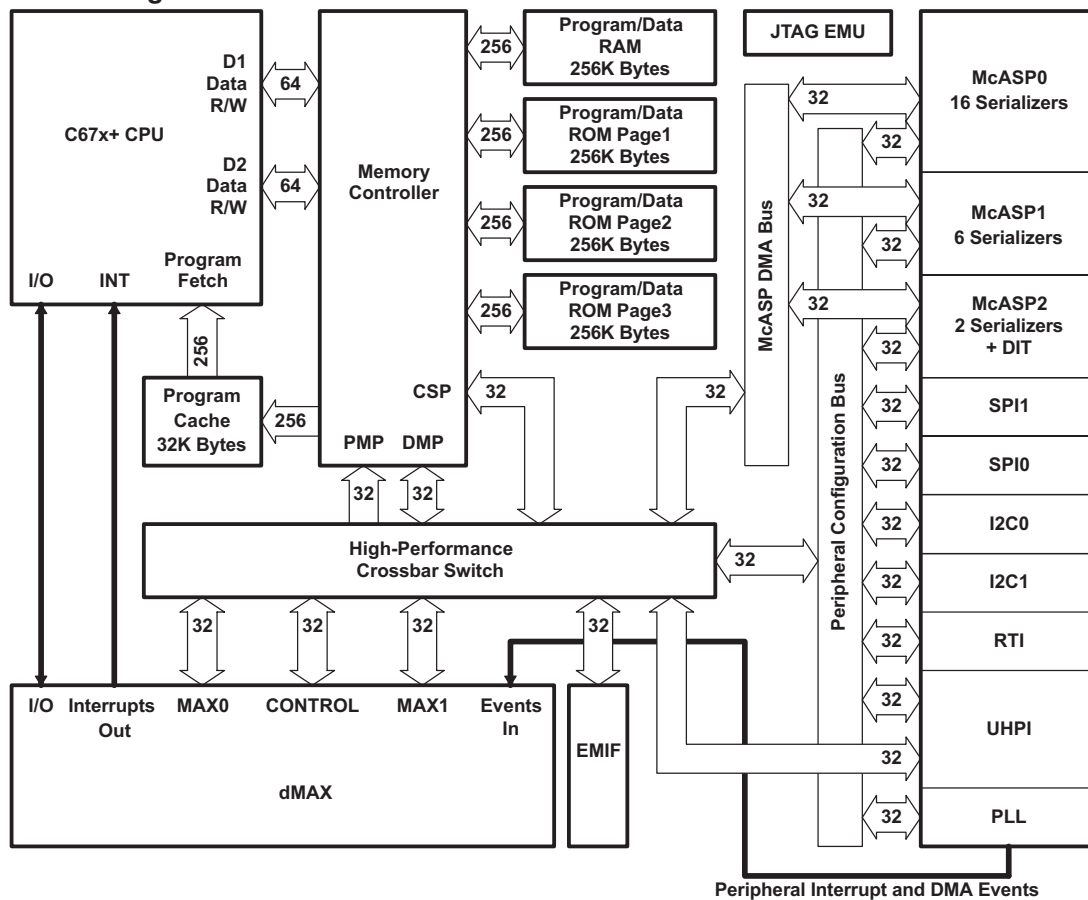 D1
Data
R/W
64
C67x+ CPU
D2
Data
R/W
64
Program
Fetch
I/O
INT
256
Program
Cache
32K Bytes
256
Memory
Controller
CSP
PMP
DMP
32
32
32
256
Program/Data
RAM
256K Bytes
256
Program/Data
ROM Page1
256K Bytes
256
Program/Data
ROM Page2
256K Bytes
256
Program/Data
ROM Page3
256K Bytes
JTAG EMU
McASP DMA Bus
Peripheral Configuration Bus
32
32
McASP0
16 Serializers
32
32
McASP1
6 Serializers
32
32
McASP2
2 Serializers
+ DIT
32
32
SPI1
32
SPI0
32
I2C0
32
I2C1
32
RTI
32
UHPI
32
32
PLL
32
High-Performance
Crossbar Switch
32
32
32
32
32
I/O
Interrupts
Out
MAX0
CONTROL
MAX1
Events
In
dMAX
EMIF
Peripheral Interrupt and DMA Events